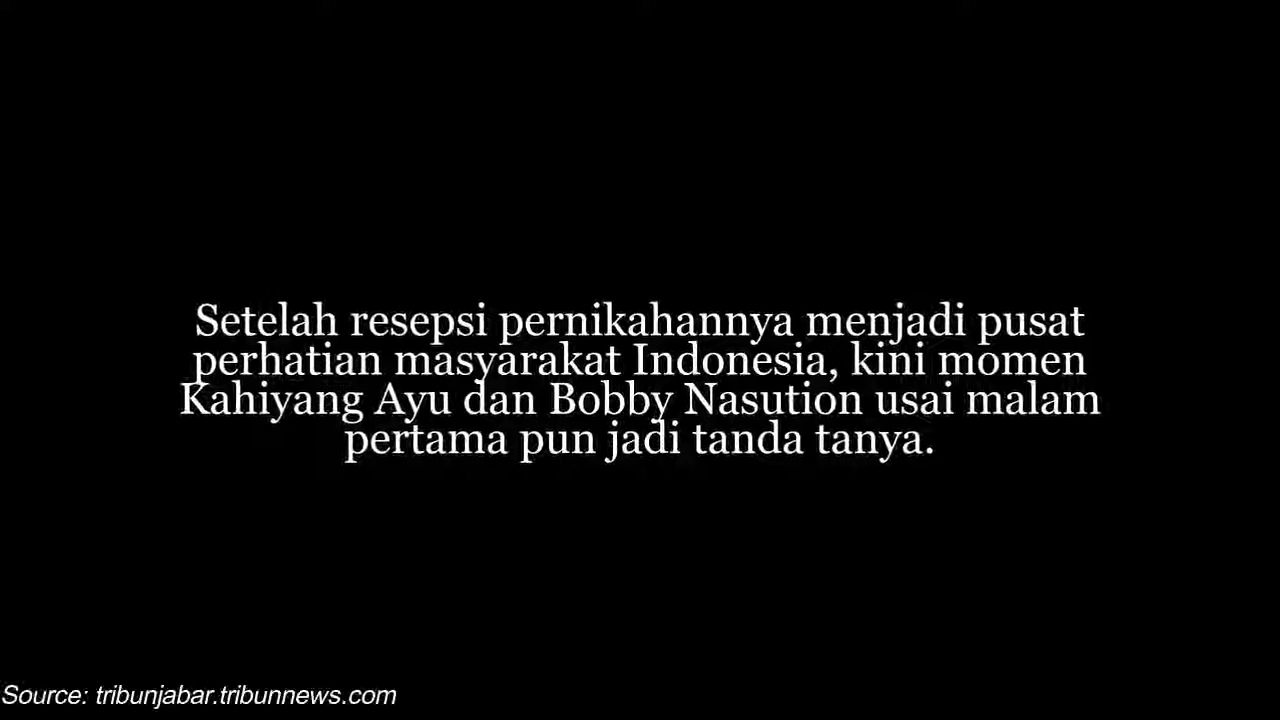 Setelah resepsi pernikahannya menjadi pusat
perhatian masyarakat Indonesia, kini momen
Kahiyang Ayu dan Bobby Nasution usai malam
pertama pun jadi tanda tanya.
Source: tribunjabar.tribunnews.com